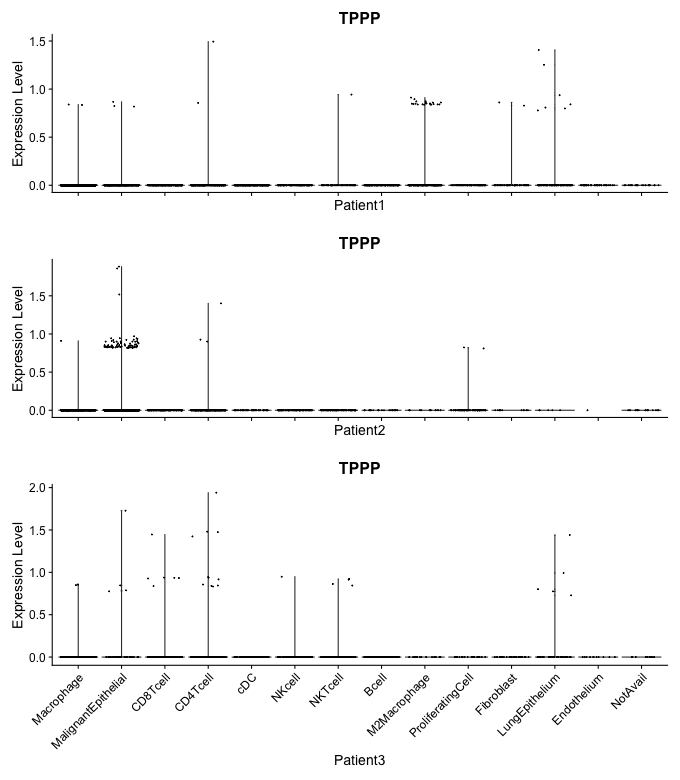 TPPP
Expression Level
1.5
1.0
0.5
0.0
Patient1
TPPP
Expression Level
1.5
1.0
0.5
0.0
Patient2
TPPP
Expression Level
2.0
1.5
1.0
0.5
0.0
Macrophage
MalignantEpithelial
CD8Tcell
CD4Tcell
cDC
NKcell
NKTcell
Bcell
M2Macrophage
ProliferatingCell
Fibroblast
LungEpithelium
Endothelium
NotAvail
Patient3